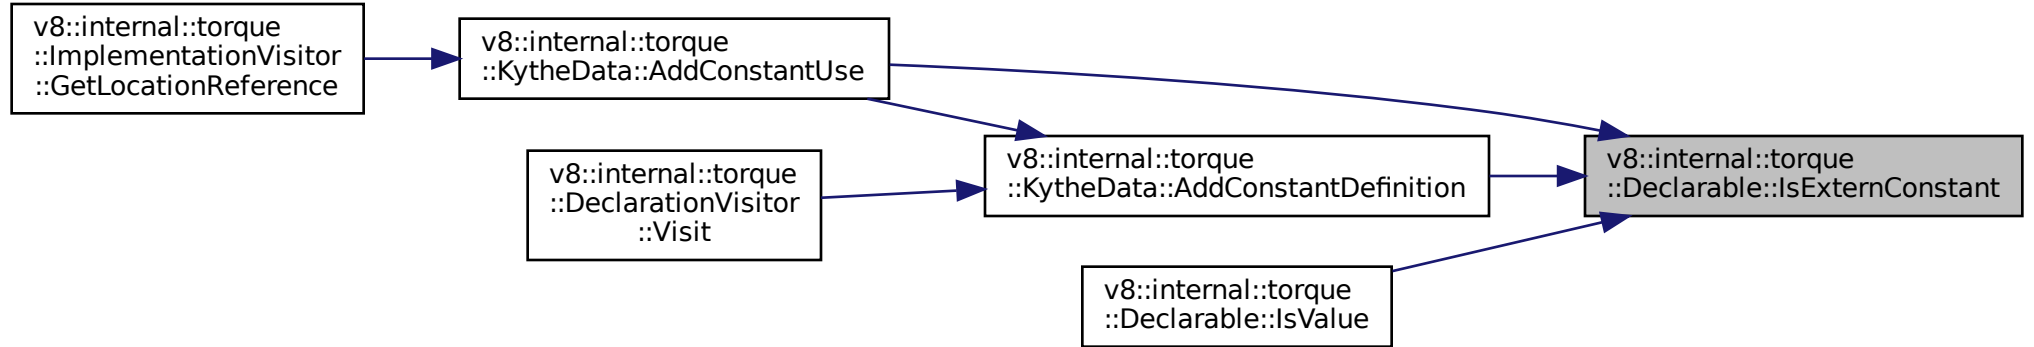 v8::internal::torque
::ImplementationVisitor
::GetLocationReference
v8::internal::torque
::KytheData::AddConstantUse
v8::internal::torque
::DeclarationVisitor
::Visit
v8::internal::torque
::KytheData::AddConstantDefinition
v8::internal::torque
::Declarable::IsValue
v8::internal::torque
::Declarable::IsExternConstant